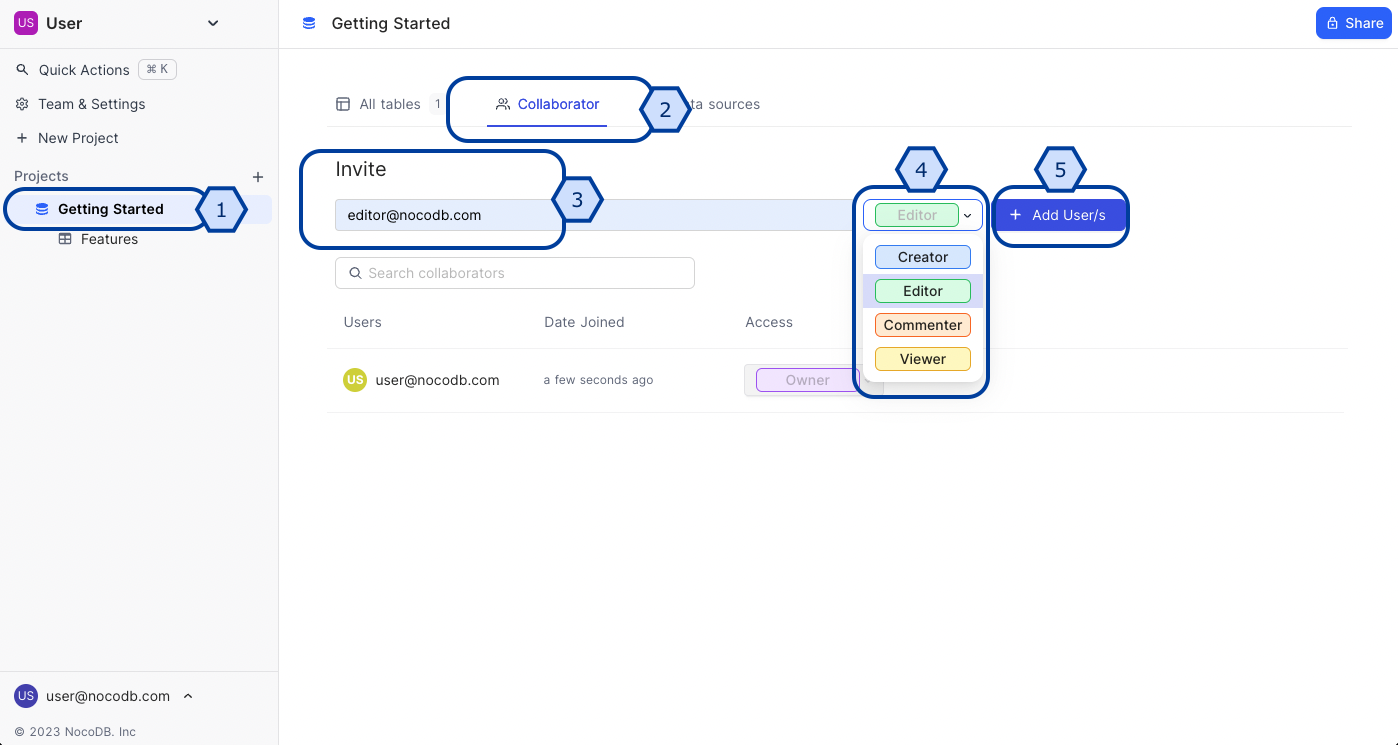 US User
Getting Started
Share
Quick Actions ⌘ K
Team & Settings
New Project
Projects
Getting Started
1
Features
All tables 1
Collaborator
2
ta sources
Invite
3
4
5
editor@nocodb.com
Editor
Add User/s
Creator
Editor
Commenter
Viewer
Search collaborators
Users Date Joined Access
US user@nocodb.com a few seconds ago Owner
US user@nocodb.com
© 2023 NocoDB. Inc